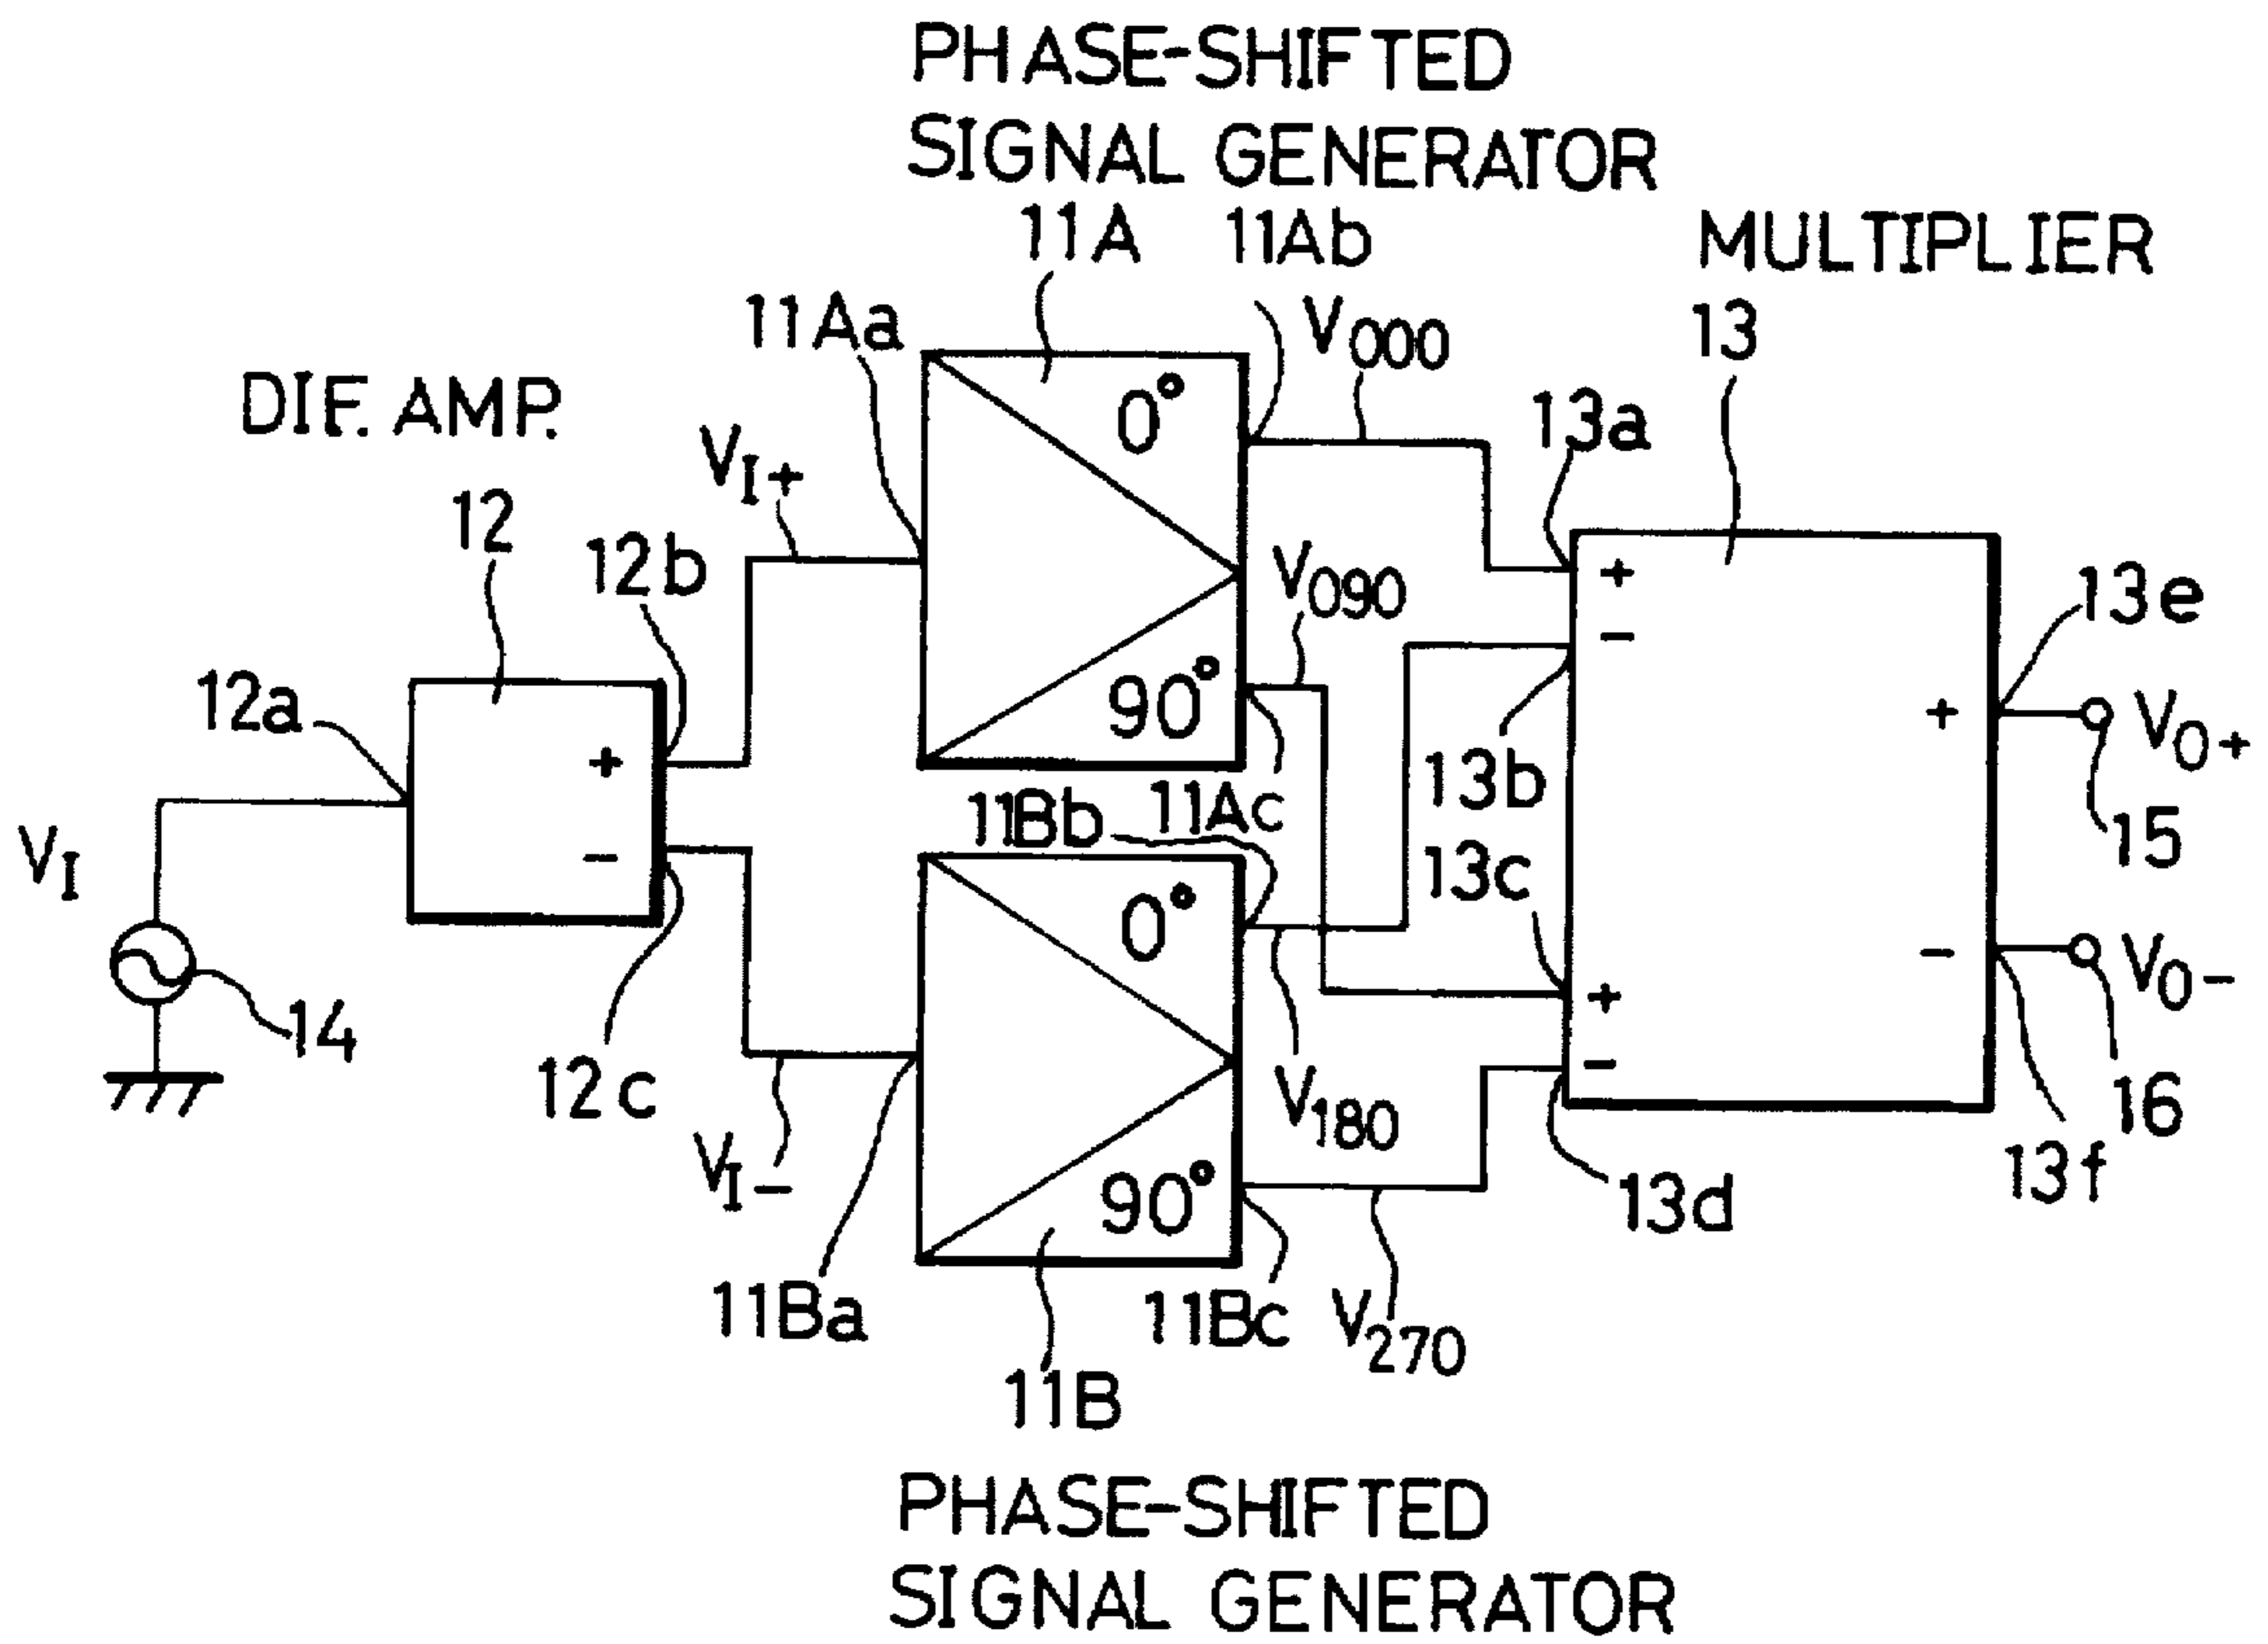 PHASE-SHIFTED
SIGNAL GENERATOR
11A 11Ab
MULTIPLIER
13
11Aa
V000
DIF. AMP.
0°
13a
VI+
12
12b
V090
+
-
13e
12a
90°
+
VO+
+
13b
11Bb 11Ac
15
13c
VI
-
0°
-
VO-
+
14
12c
V180
-
16
VI-
90°
13d
13f
11Ba
11Bc
V270
11B
PHASE-SHIFTED
SIGNAL GENERATOR